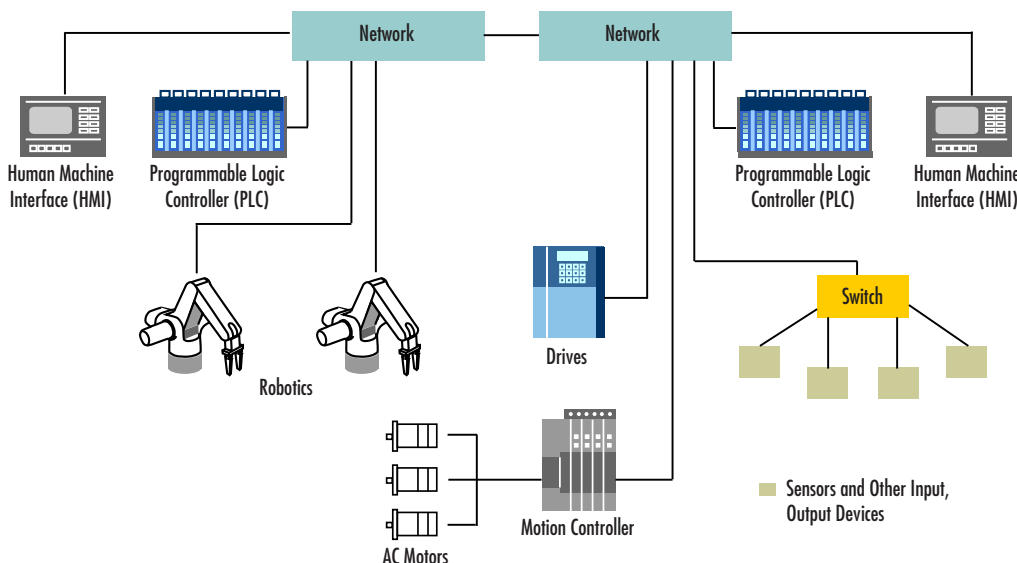 Network
Network
Human Machine
Interface (HMI)
Programmable Logic
Controller (PLC)
Programmable Logic
Controller (PLC)
Human Machine
Interface (HMI)
Switch
Drives
Robotics
Sensors and Other Input,
Output Devices
Motion Controller
AC Motors